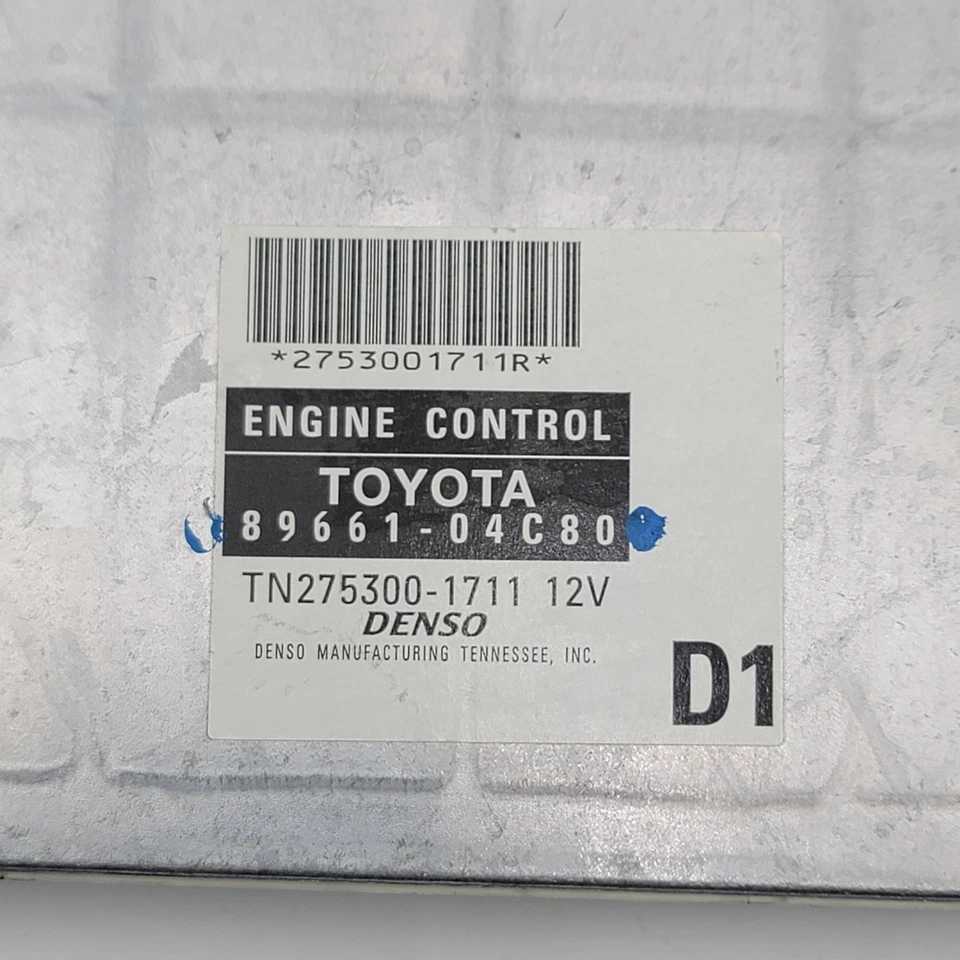 *2753001711R*
ENGINE CONTROL
TOYOTA
89661-04C80
TN275300-1711 12V
DENSO
DENSO MANUFACTURING TENNESSEE, INC.
D1